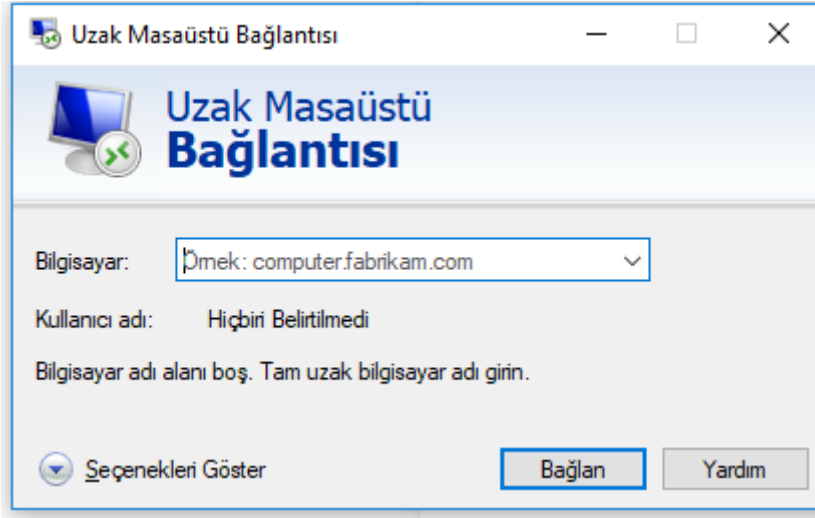 Uzak Masaüstü Bağlantısı
Uzak Masaüstü
Bağlantısı
Bilgisayar: Örnek: computer.fabrikam.com
Kullanıcı adı: Hiçbiri Belirtilmedi
Bilgisayar adı alanı boş. Tam uzak bilgisayar adı girin.
Seçenekleri Göster Bağlan Yardım